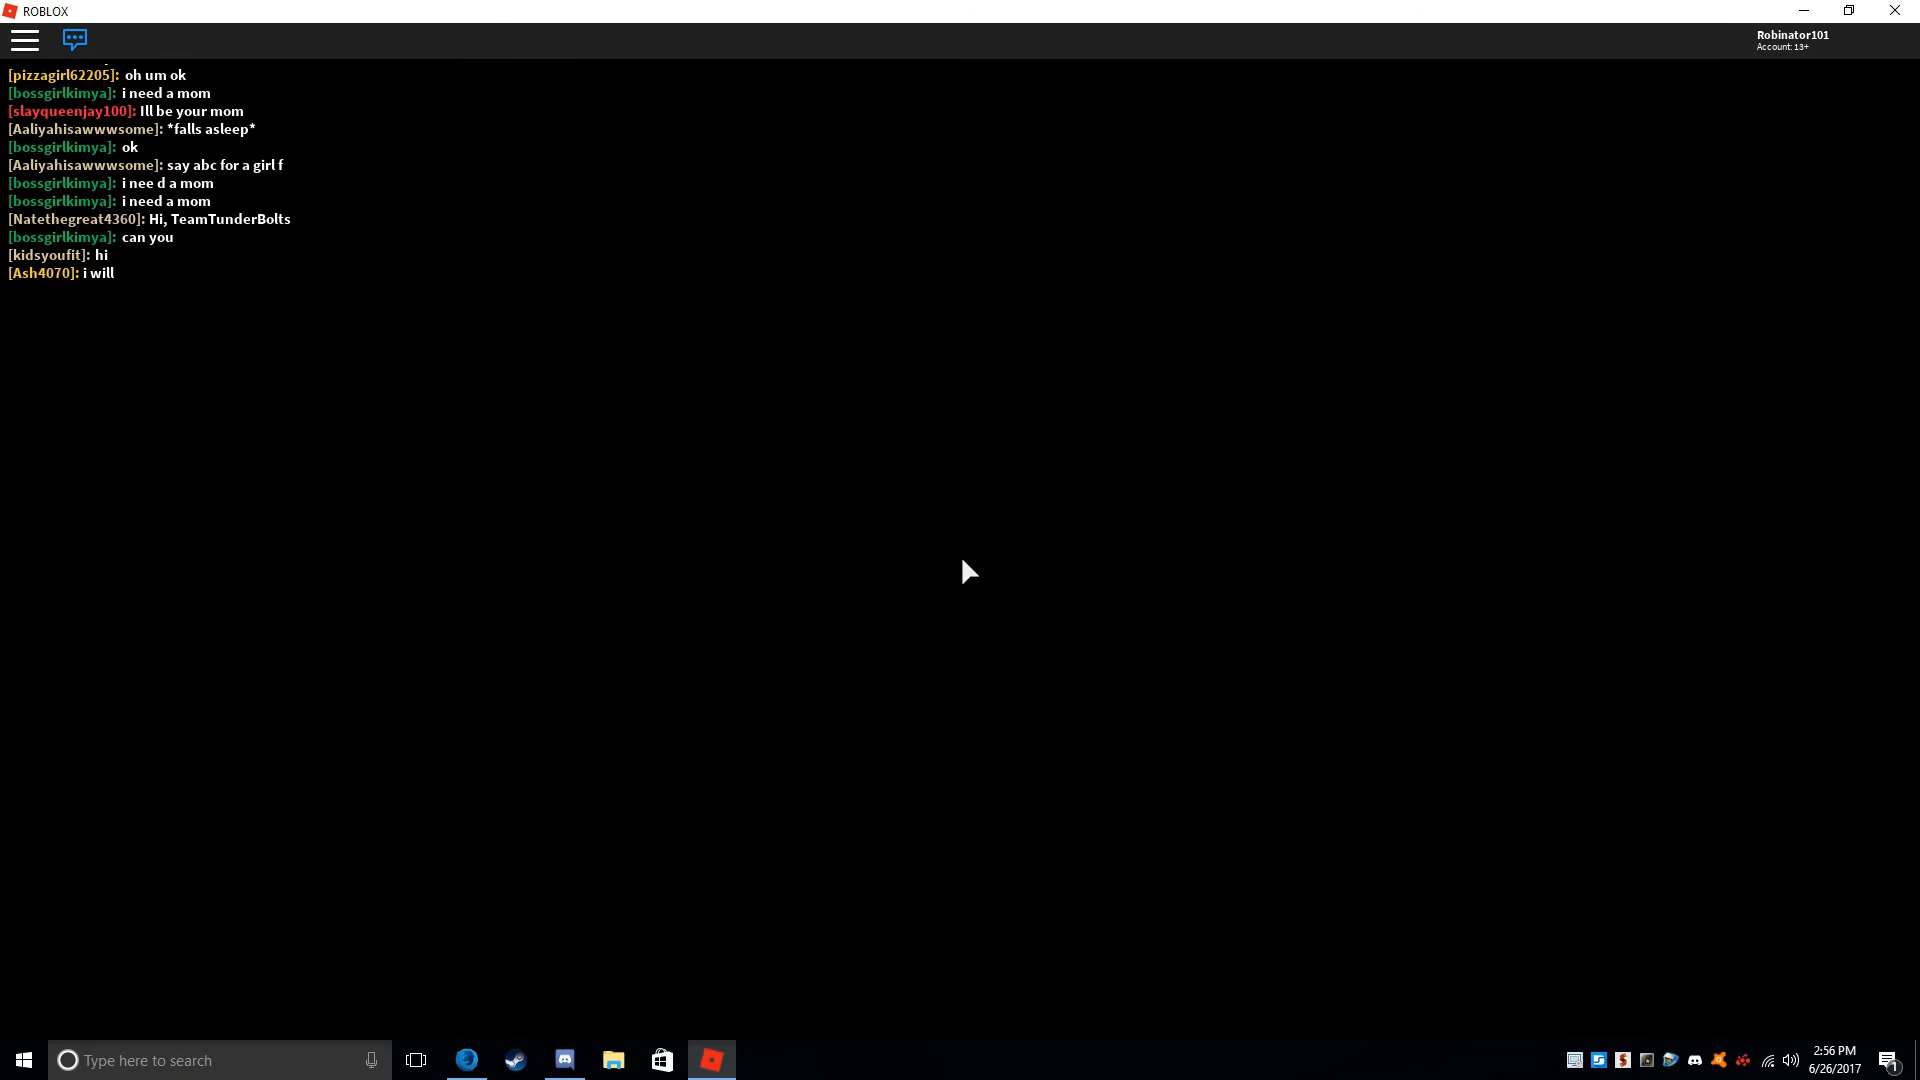 ROBLOX
Robinator101
Account: 13+
[pizzagirl62205]: oh um ok
[bossgirlkimya]: i need a mom
[slayqueenjay100]: Ill be your mom
[Aaliyahisawwwsome]: *falls asleep*
[bossgirlkimya]: ok
[Aaliyahisawwwsome]: say abc for a girl f
[bossgirlkimya]: i nee d a mom
[bossgirlkimya]: i need a mom
[Natethegreat4360]: Hi, TeamTunderBolts
[bossgirlkimya]: can you
[kidsyoufit]: hi
[Ash4070]: i will
Type here to search
2:56 PM
6/26/2017
1